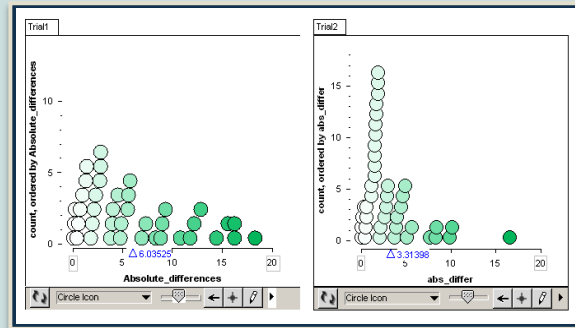 Trial1
count, ordered by Absolute_differences
10
5
0
0
5
10
15
20
6.03525
Absolute_differences
Circle Icon
Trial2
count, ordered by abs_differ
15
10
5
0
0
5
10
15
20
3.31398
abs_differ
Circle Icon